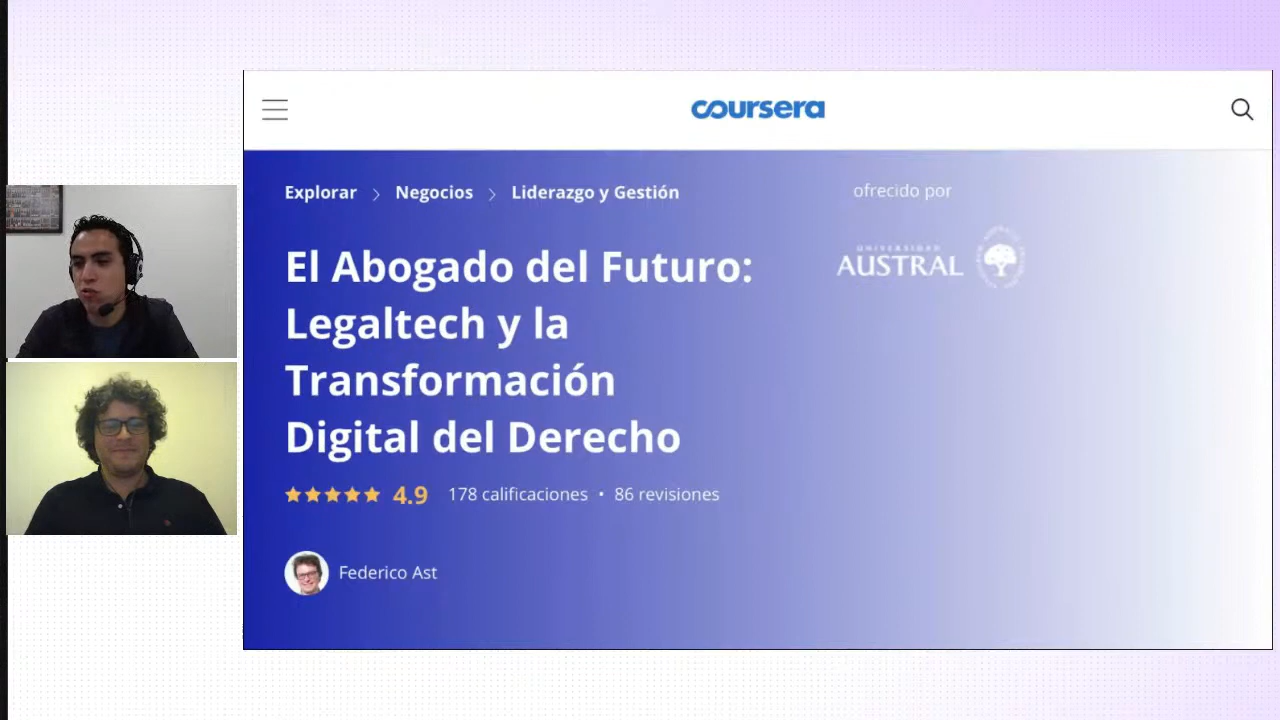 coursera
Explorar > Negocios > Liderazgo y Gestión
ofrecido por
UNIVERSIDAD
AUSTRAL
El Abogado del Futuro:
Legaltech y la
Transformación
Digital del Derecho
4.9 178 calificaciones • 86 revisiones
Federico Ast